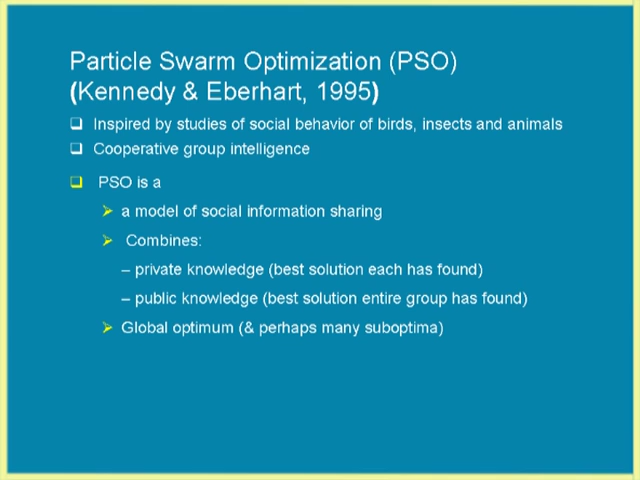 Particle Swarm Optimization (PSO)
(Kennedy & Eberhart, 1995)
❑ Inspired by studies of social behavior of birds, insects and animals
❑ Cooperative group intelligence
❑ PSO is a
➢ a model of social information sharing
➢ Combines:
– private knowledge (best solution each has found)
– public knowledge (best solution entire group has found)
➢ Global optimum (& perhaps many suboptima)